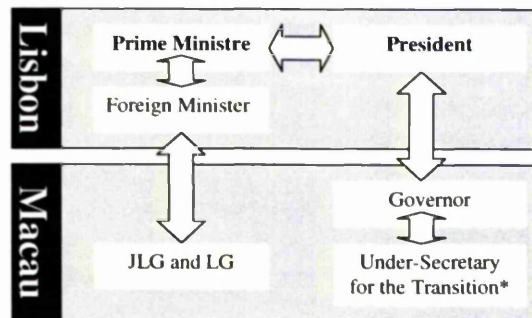 Lisbon
Prime Ministre
President
Foreign Minister
Macau
Governor
JLG and LG
Under-Secretary
for the Transition*